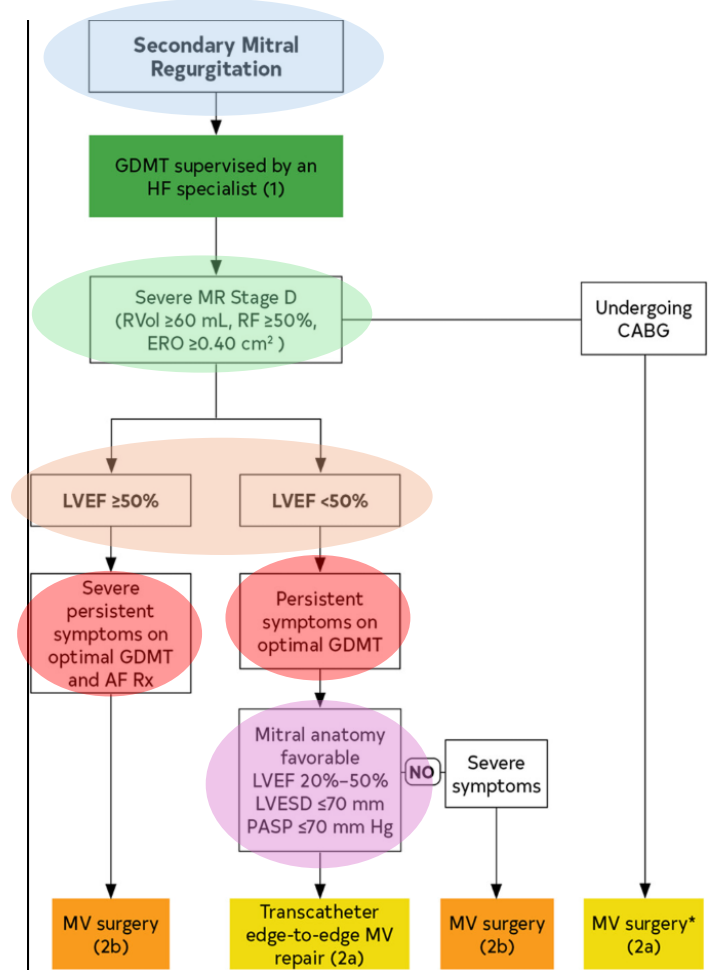 Secondary Mitral
Regurgitation
GDMT supervised by an
HF specialist (1)
Severe MR Stage D
(RVol ≥60 mL, RF ≥50%,
ERO ≥0.40 cm² )
Undergoing
CABG
LVEF ≥50%
LVEF <50%
Severe
persistent
symptoms on
optimal GDMT
and AF Rx
Persistent
symptoms on
optimal GDMT
Mitral anatomy
favorable
LVEF 20%–50%
LVESD ≤70 mm
PASP ≤70 mm Hg
NO
Severe
symptoms
MV surgery
(2b)
Transcatheter
edge-to-edge MV
repair (2a)
MV surgery
(2b)
MV surgery*
(2a)